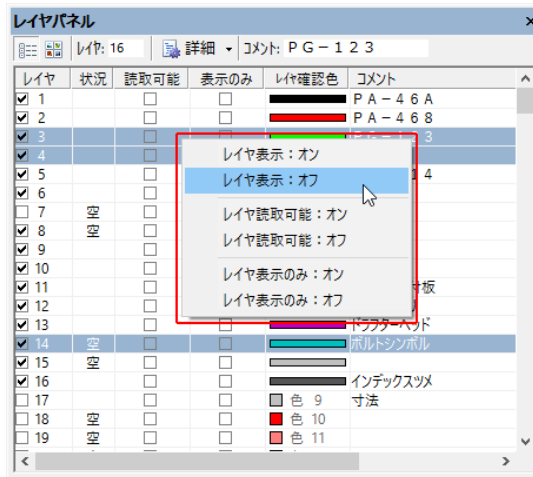 レイヤパネル ×
レイヤ: 16 詳細 コメント: ＰＧ－１２３
レイヤ 状況 読取可能 表示のみ レイヤ確認色 コメント
1 ＰＡ－４６Ａ
2 ＰＡ－４６８
3 3
4
5 １４
6
7 空
8 空
9
10
11 板
12
13 ドラフターヘッド
14 空 ボルトシンボル
15 空
16 インデックスツメ
17 色 9 寸法
18 空 色 10
19 空 色 11
レイヤ表示：オン
レイヤ表示：オフ
レイヤ読取可能：オン
レイヤ読取可能：オフ
レイヤ表示のみ：オン
レイヤ表示のみ：オフ